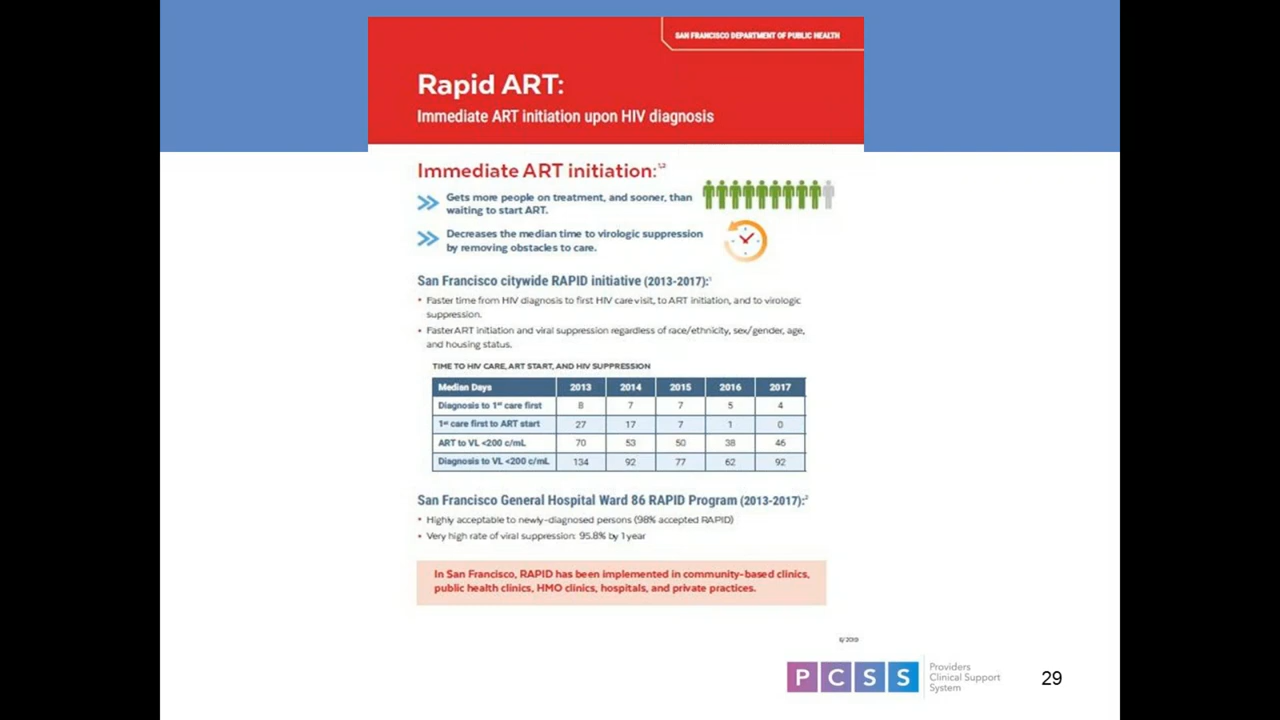 SAN FRANCISCO DEPARTMENT OF PUBLIC HEALTH
Rapid ART:
Immediate ART initiation upon HIV diagnosis
Immediate ART initiation:1,2
Gets more people on treatment, and sooner, than
waiting to start ART.
Decreases the median time to virologic suppression
by removing obstacles to care.
San Francisco citywide RAPID initiative (2013-2017):1
• Faster time from HIV diagnosis to first HIV care visit, to ART initiation, and to virologic
suppression.
• Faster ART initiation and viral suppression regardless of race/ethnicity, sex/gender, age,
and housing status.
TIME TO HIV CARE, ART START, AND HIV SUPPRESSION
Median Days 2013 2014 2015 2016 2017
Diagnosis to 1st care first 8 7 7 5 4
1st care first to ART start 27 17 7 1 0
ART to VL <200 c/mL 70 53 50 38 46
Diagnosis to VL <200 c/mL 134 92 77 62 92
San Francisco General Hospital Ward 86 RAPID Program (2013-2017):2
• Highly acceptable to newly-diagnosed persons (98% accepted RAPID)
• Very high rate of viral suppression: 95.8% by 1 year
In San Francisco, RAPID has been implemented in community-based clinics,
public health clinics, HMO clinics, hospitals, and private practices.
PCSS
Providers
Clinical Support
System
29